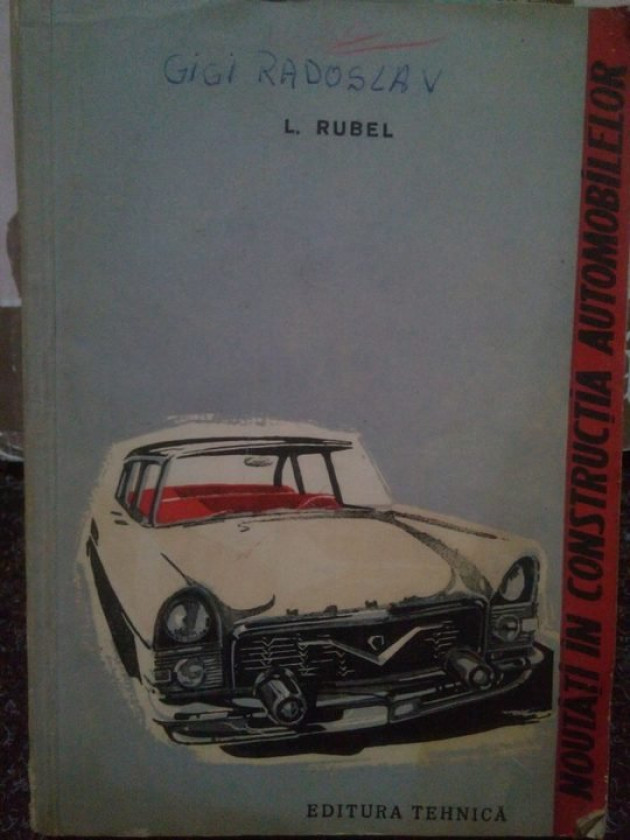 GIGI RADOSLAV
L. RUBEL
NOUTĂȚI ÎN CONSTRUCȚIA AUTOMOBILELOR
EDITURA TEHNICĂ